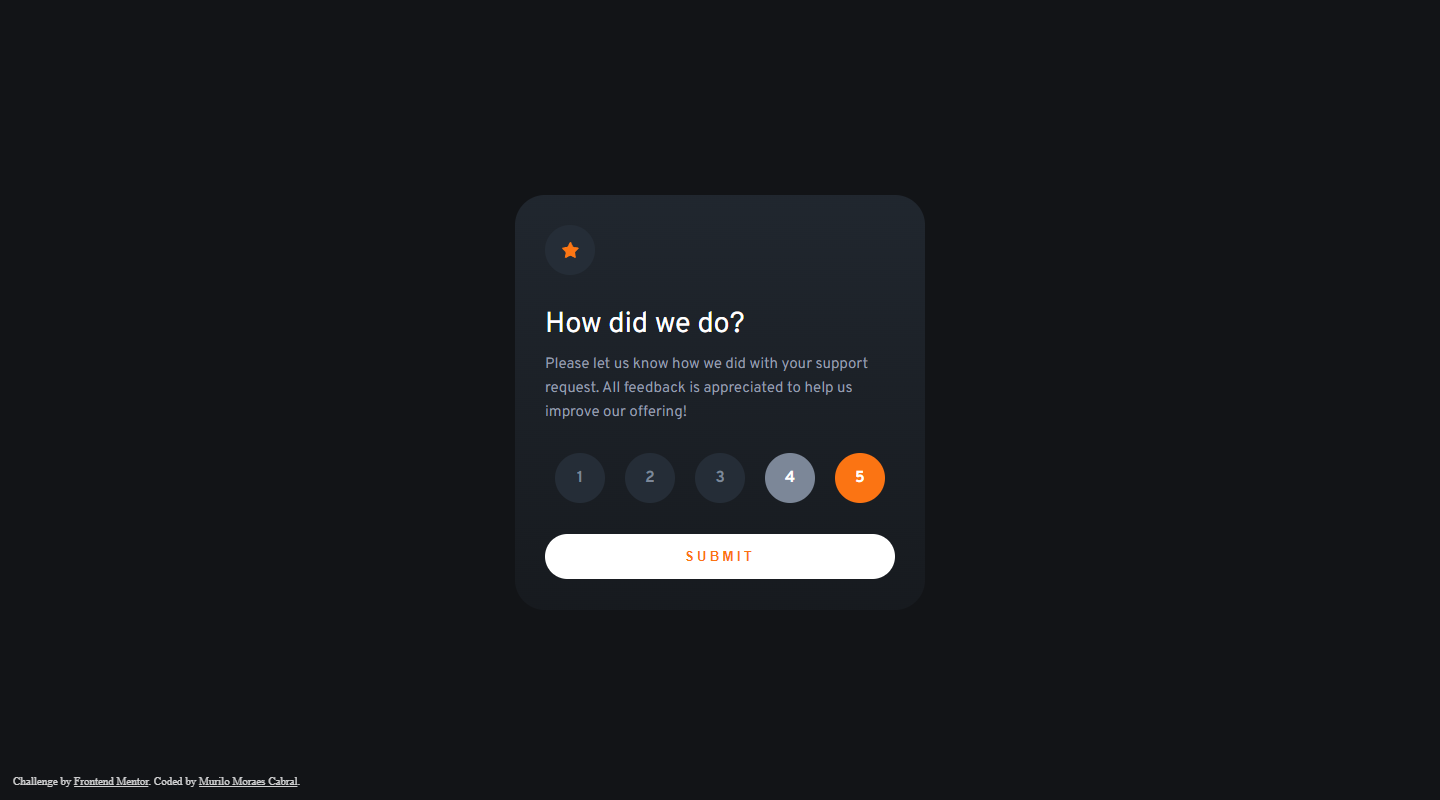 How did we do?
Please let us know how we did with your support
request. All feedback is appreciated to help us
improve our offering!
1 2 3 4 5
SUBMIT
Challenge by Frontend Mentor. Coded by Murilo Moraes Cabral.